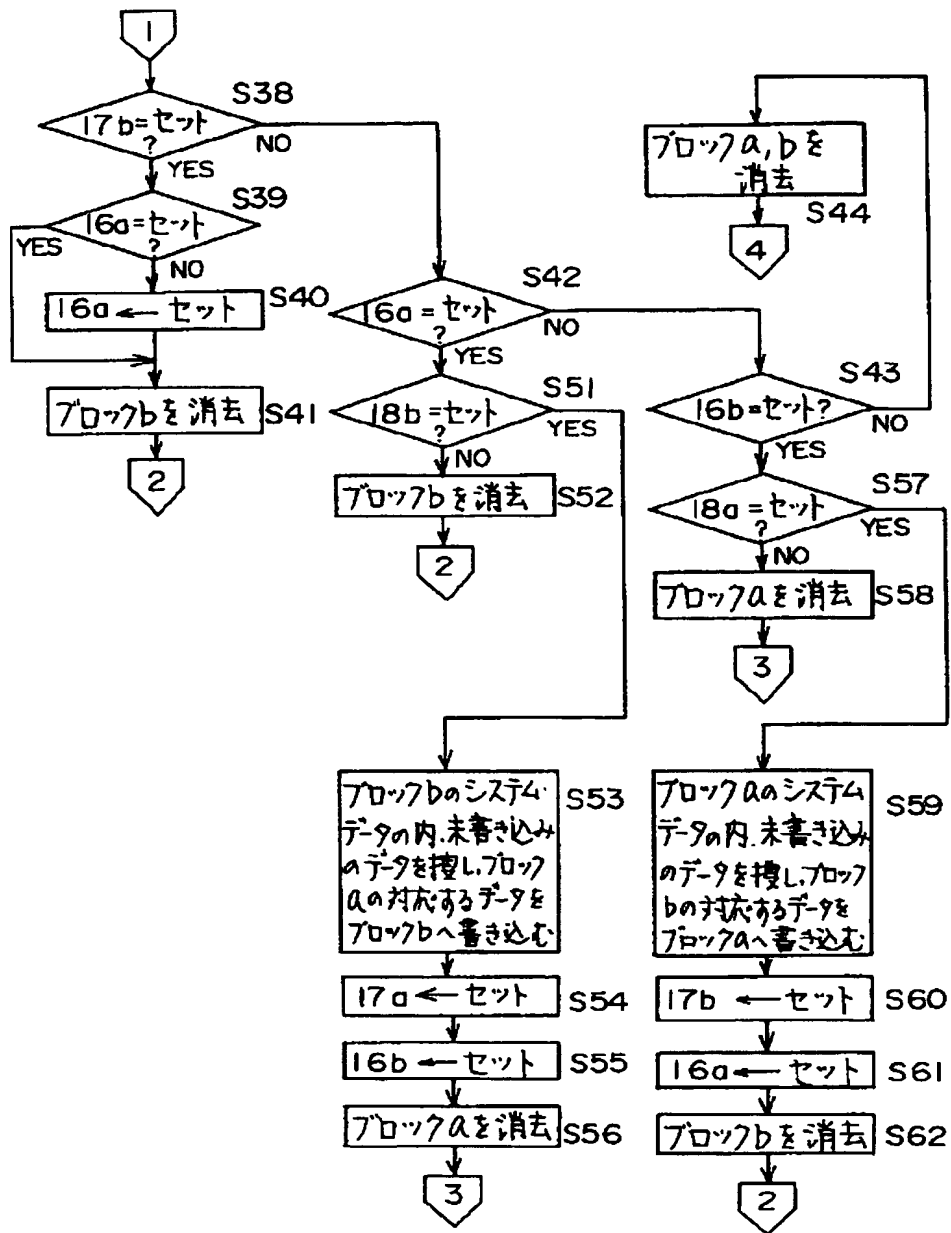 1
S38
17b=セット
?
NO
YES
S39
16a=セット
?
YES
NO
16a ← セット
S40
ブロックbを消去
S41
2
S42
16a=セット
?
NO
YES
S51
18b=セット
?
YES
NO
ブロックbを消去
S52
2
ブロックa,bを
消去
S44
4
S43
16b=セット?
NO
YES
S57
18a=セット
?
YES
NO
ブロックaを消去
S58
3
ブロックbのシステム
データの内、未書き込み
のデータを捜し、ブロック
aの対応するデータを
ブロックbへ書き込む
S53
17a ← セット
S54
16b ← セット
S55
ブロックaを消去
S56
3
ブロックaのシステム
データの内、未書き込み
のデータを捜し、ブロック
bの対応するデータを
ブロックaへ書き込む
S59
17b ← セット
S60
16a ← セット
S61
ブロックbを消去
S62
2